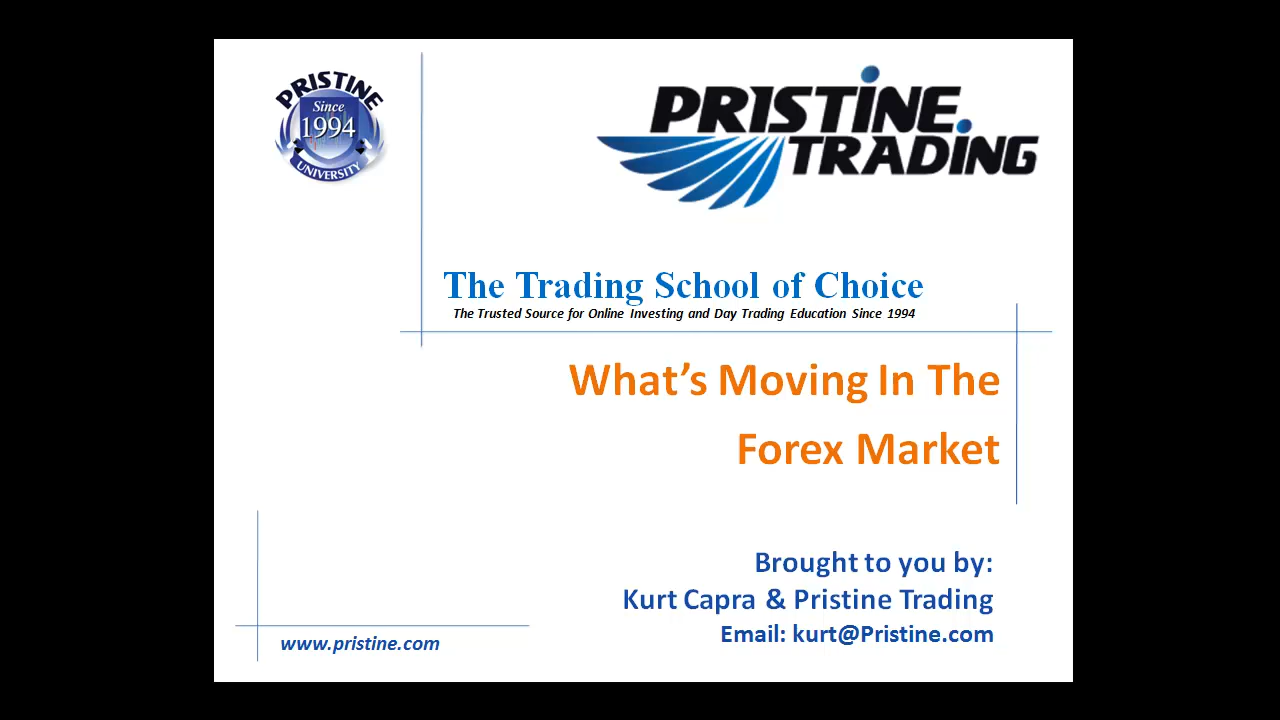 PRISTINE
Since
1994
UNIVERSITY
PRISTINE
TRADING
The Trading School of Choice
The Trusted Source for Online Investing and Day Trading Education Since 1994
What's Moving In The
Forex Market
Brought to you by:
Kurt Capra & Pristine Trading
Email: kurt@Pristine.com
www.pristine.com